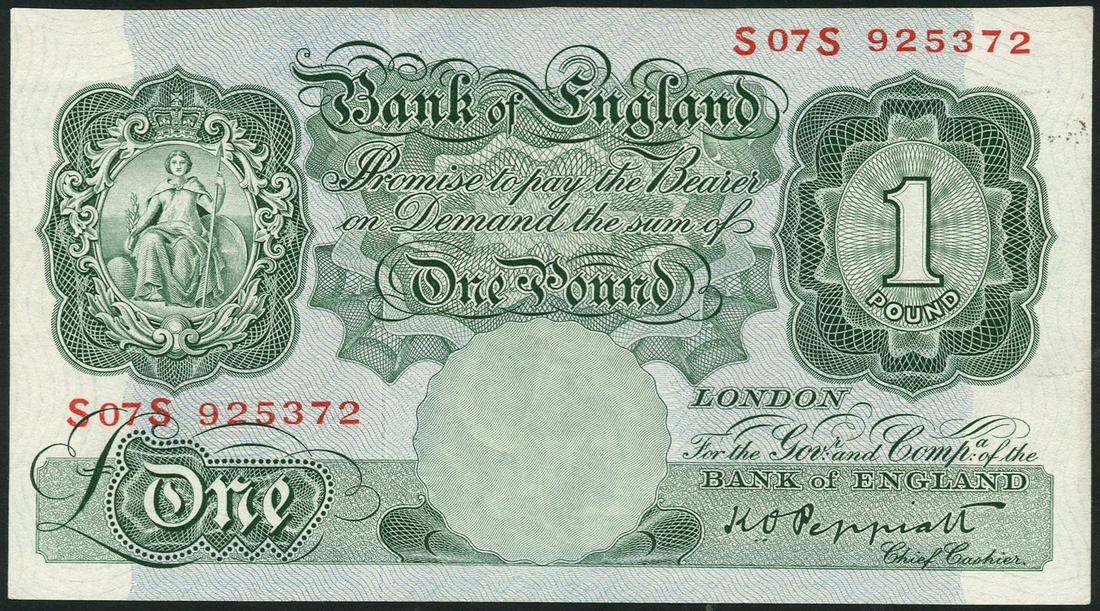 S07S 925372
Bank of England
Promise to pay the Bearer
on Demand the sum of
One Pound
1
POUND
S07S 925372
£One
LONDON
For the Govr. and Compa. of the
BANK of ENGLAND
K O Peppiatt
Chief Cashier.